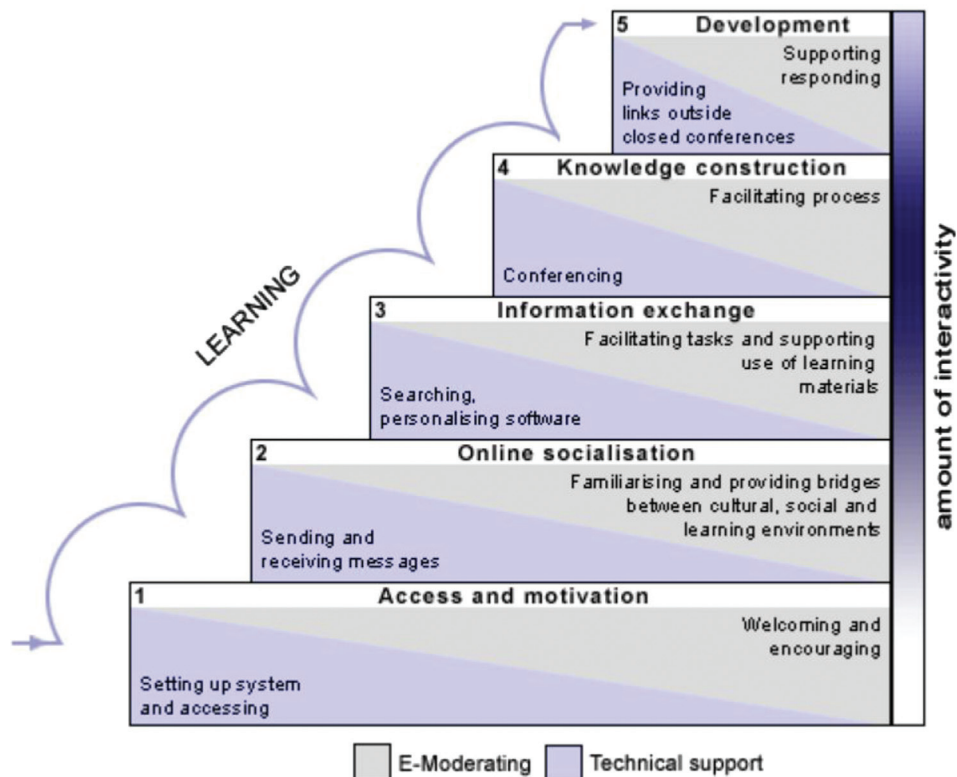 5 Development
Supporting
responding
Providing
links outside
closed conferences
4 Knowledge construction
Facilitating process
Conferencing
LEARNING
3 Information exchange
Facilitating tasks and supporting
use of learning
materials
Searching,
personalising software
2 Online socialisation
Familiarising and providing bridges
between cultural, social and
learning environments
Sending and
receiving messages
1 Access and motivation
Welcoming and
encouraging
Setting up system
and accessing
amount of interactivity
E-Moderating
Technical support